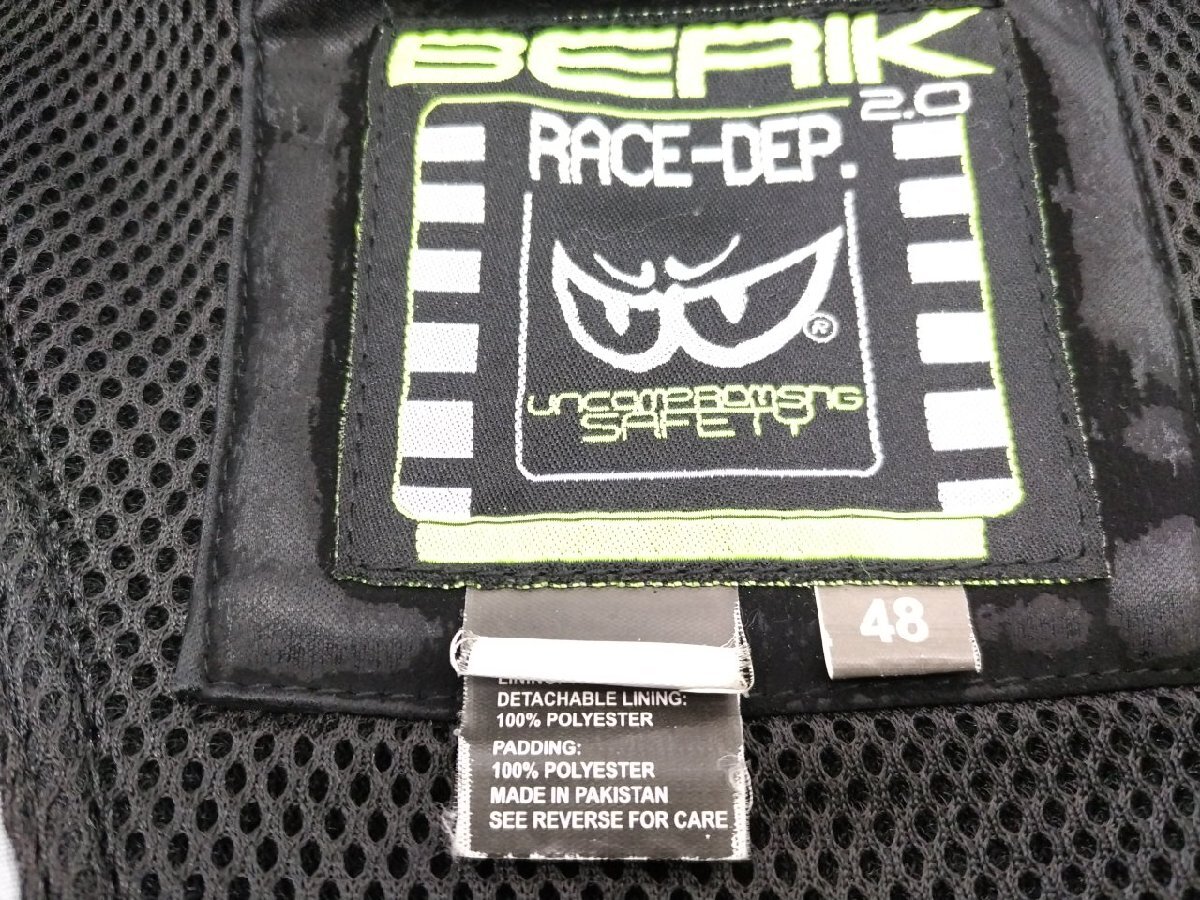 BERIK
2.0
RACE-DEP.
®
UNCOMPROMSNG
SAFETY
48
DETACHABLE LINING:
100% POLYESTER
PADDING:
100% POLYESTER
MADE IN PAKISTAN
SEE REVERSE FOR CARE